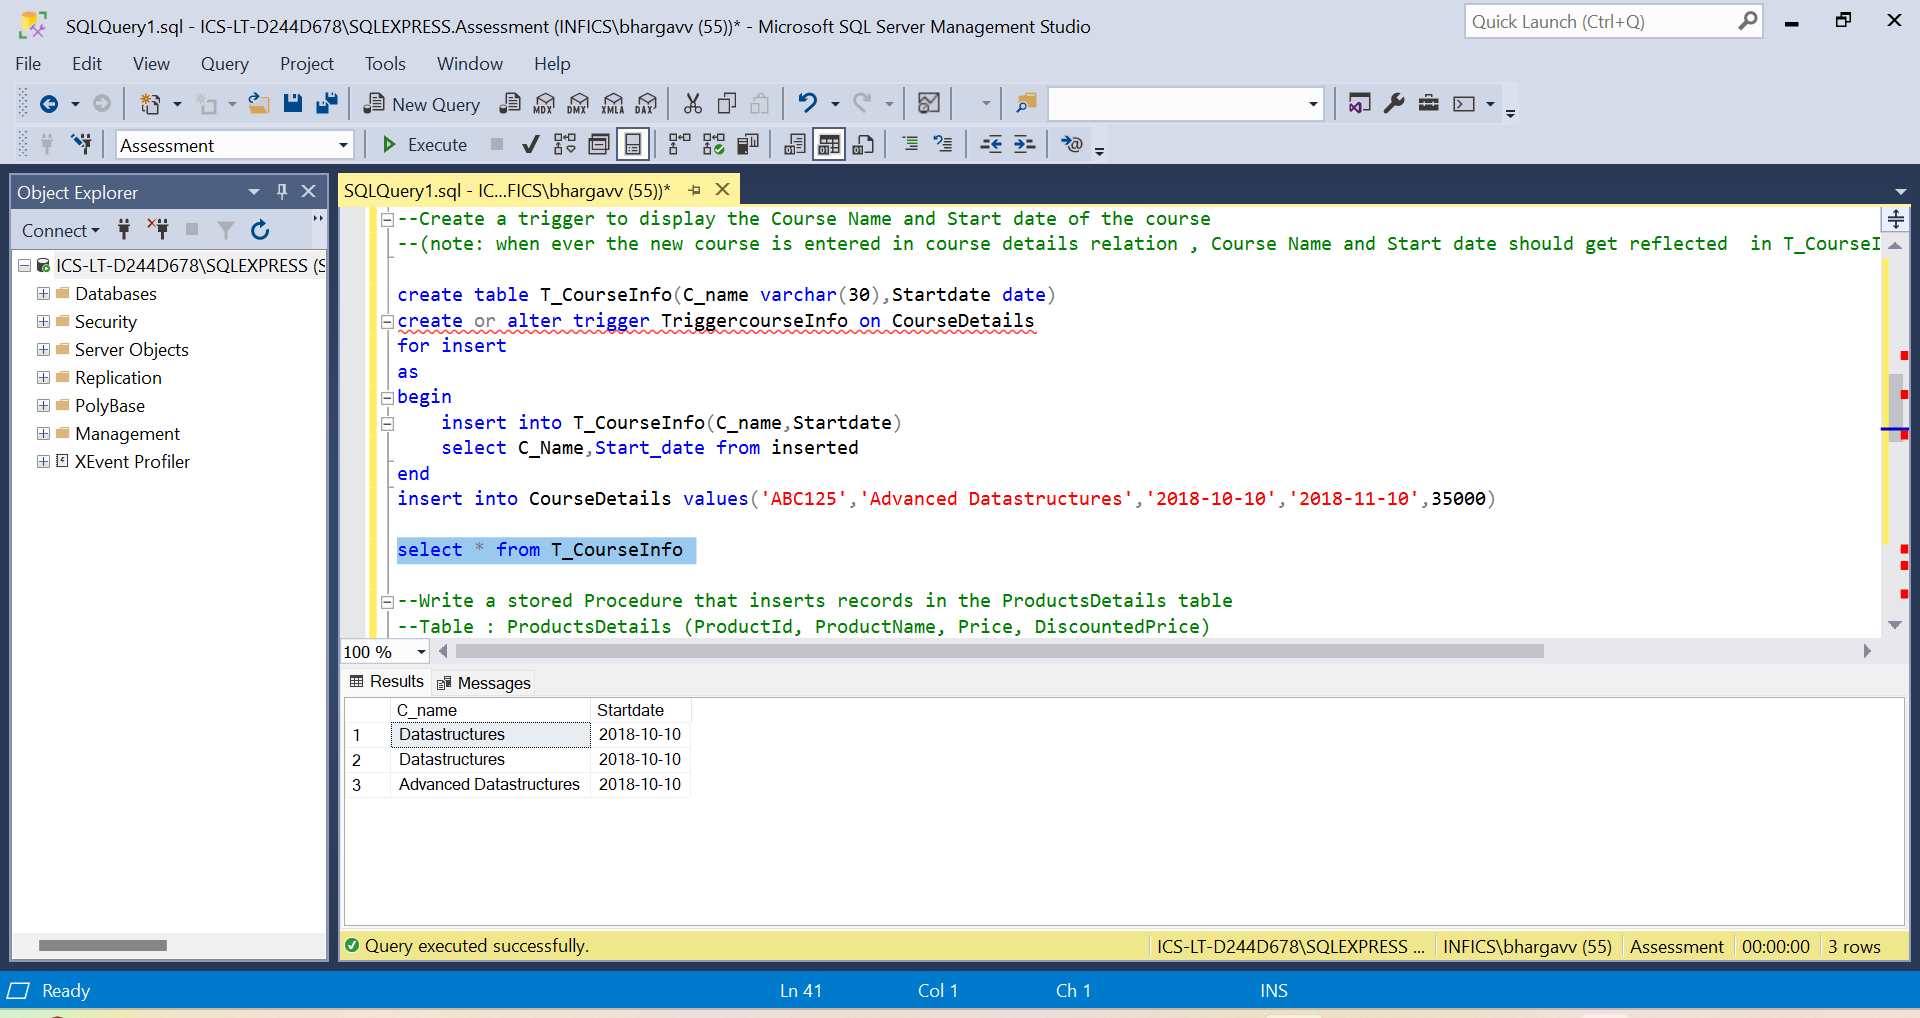 SQLQuery1.sql - ICS-LT-D244D678\SQLEXPRESS.Assessment (INFICS\bhargavv (55))* - Microsoft SQL Server Management Studio
Quick Launch (Ctrl+Q)
File Edit View Query Project Tools Window Help
New Query MDX DMX XMLA DAX
Assessment Execute
Object Explorer
Connect
ICS-LT-D244D678\SQLEXPRESS (S
Databases
Security
Server Objects
Replication
PolyBase
Management
XEvent Profiler
SQLQuery1.sql - IC...FICS\bhargavv (55))*
--Create a trigger to display the Course Name and Start date of the course
--(note: when ever the new course is entered in course details relation , Course Name and Start date should get reflected  in T_CourseI
create table T_CourseInfo(C_name varchar(30),Startdate date)
create or alter trigger TriggercourseInfo on CourseDetails
for insert
as
begin
insert into T_CourseInfo(C_name,Startdate)
select C_Name,Start_date from inserted
end
insert into CourseDetails values('ABC125','Advanced Datastructures','2018-10-10','2018-11-10',35000)
select * from T_CourseInfo
--Write a stored Procedure that inserts records in the ProductsDetails table
--Table : ProductsDetails (ProductId, ProductName, Price, DiscountedPrice)
100 %
Results Messages
C_name Startdate
1 Datastructures 2018-10-10
2 Datastructures 2018-10-10
3 Advanced Datastructures 2018-10-10
Query executed successfully. ICS-LT-D244D678\SQLEXPRESS ... INFICS\bhargavv (55) Assessment 00:00:00 3 rows
Ready Ln 41 Col 1 Ch 1 INS